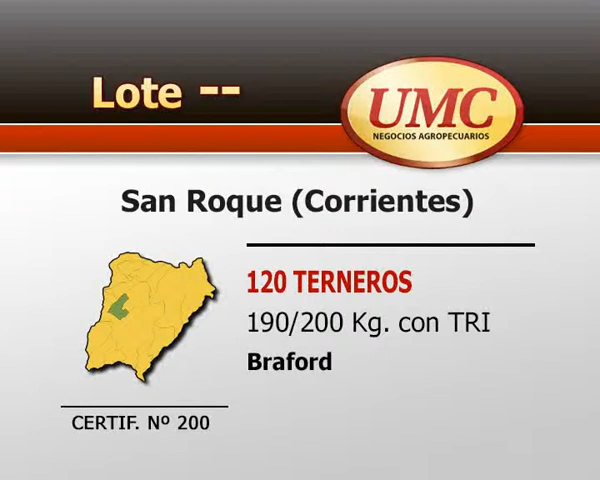 Lote --
UMC
NEGOCIOS AGROPECUARIOS
San Roque (Corrientes)
120 TERNEROS
190/200 Kg. con TRI
Braford
CERTIF. Nº 200